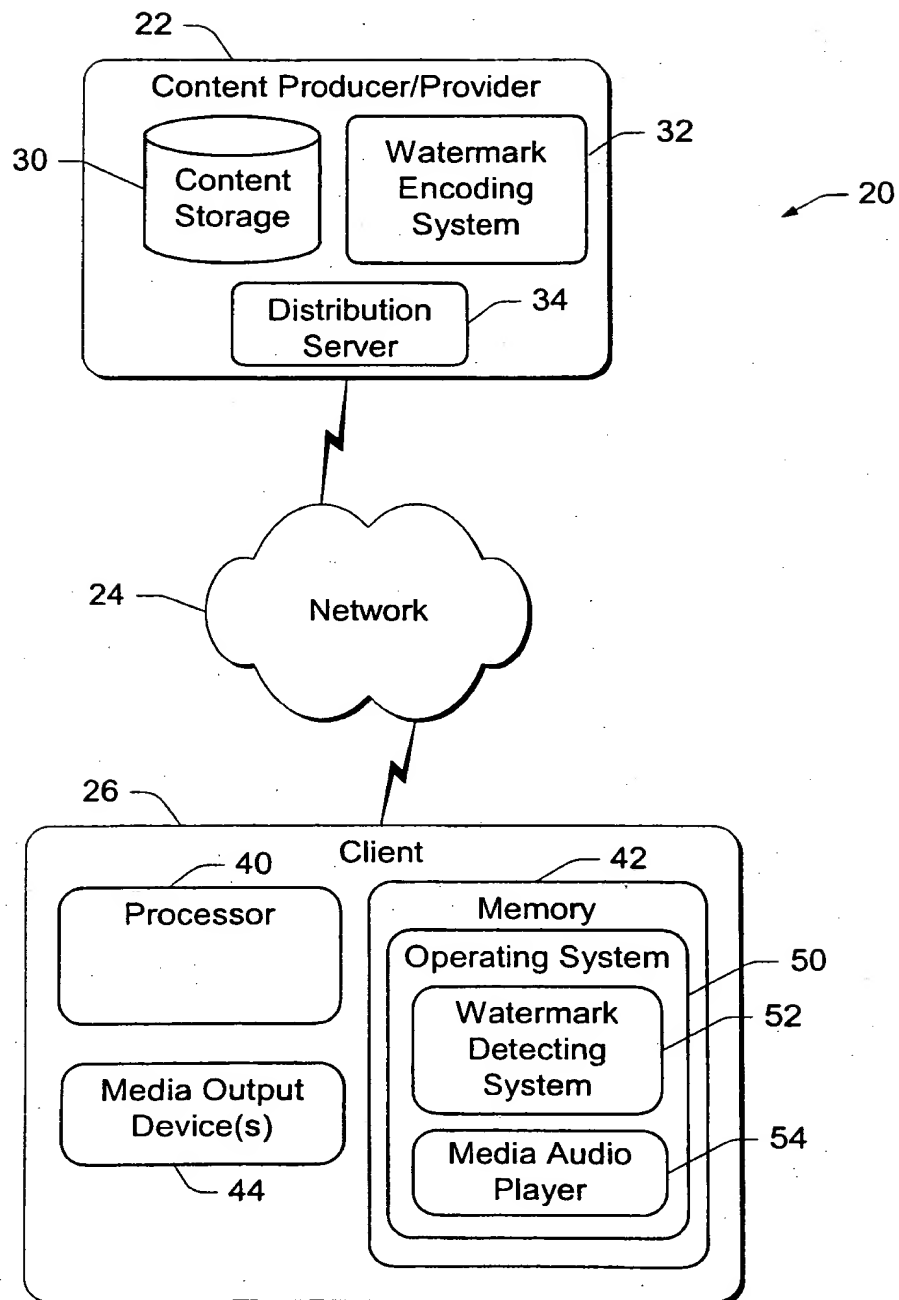 22
Content Producer/Provider
30
Content
Storage
Watermark
Encoding
System
32
20
Distribution
Server
34
24
Network
26
Client
40
Processor
42
Memory
Operating System
50
Watermark
Detecting
System
52
Media Output
Device(s)
44
Media Audio
Player
54